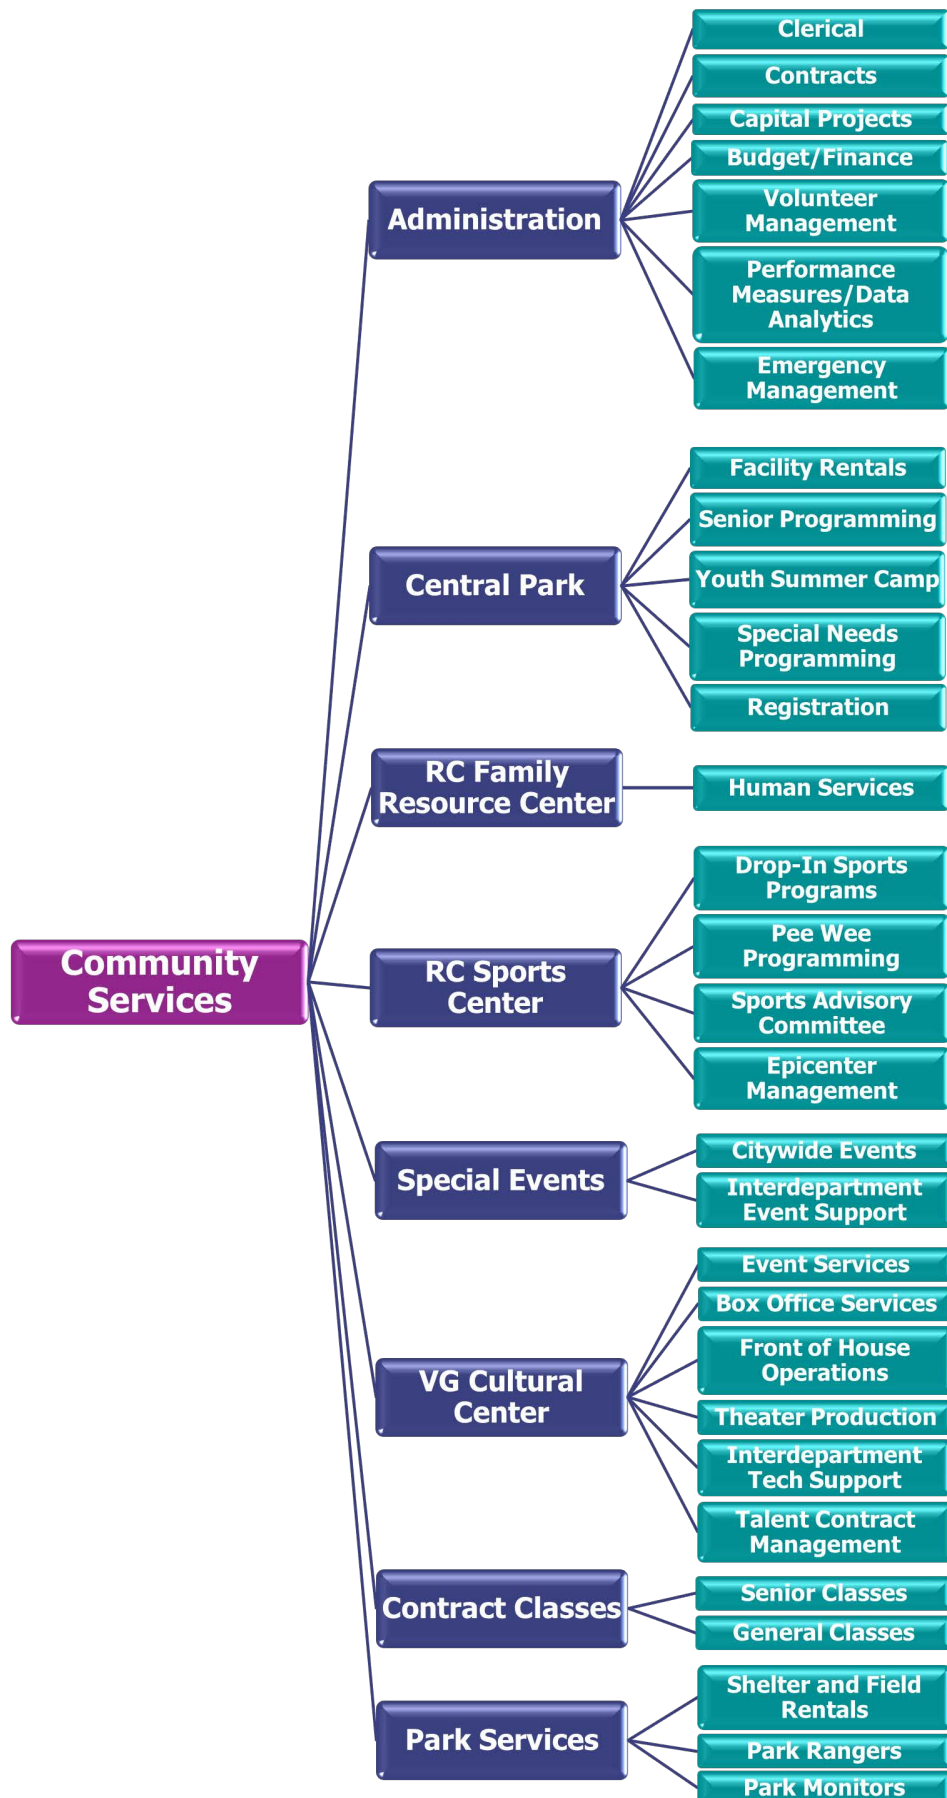 Community
Services
Administration
Clerical
Contracts
Capital Projects
Budget/Finance
Volunteer
Management
Performance
Measures/Data
Analytics
Emergency
Management
Central Park
Facility Rentals
Senior Programming
Youth Summer Camp
Special Needs
Programming
Registration
RC Family
Resource Center
Human Services
RC Sports
Center
Drop-In Sports
Programs
Pee Wee
Programming
Sports Advisory
Committee
Epicenter
Management
Special Events
Citywide Events
Interdepartment
Event Support
VG Cultural
Center
Event Services
Box Office Services
Front of House
Operations
Theater Production
Interdepartment
Tech Support
Talent Contract
Management
Contract Classes
Senior Classes
General Classes
Park Services
Shelter and Field
Rentals
Park Rangers
Park Monitors